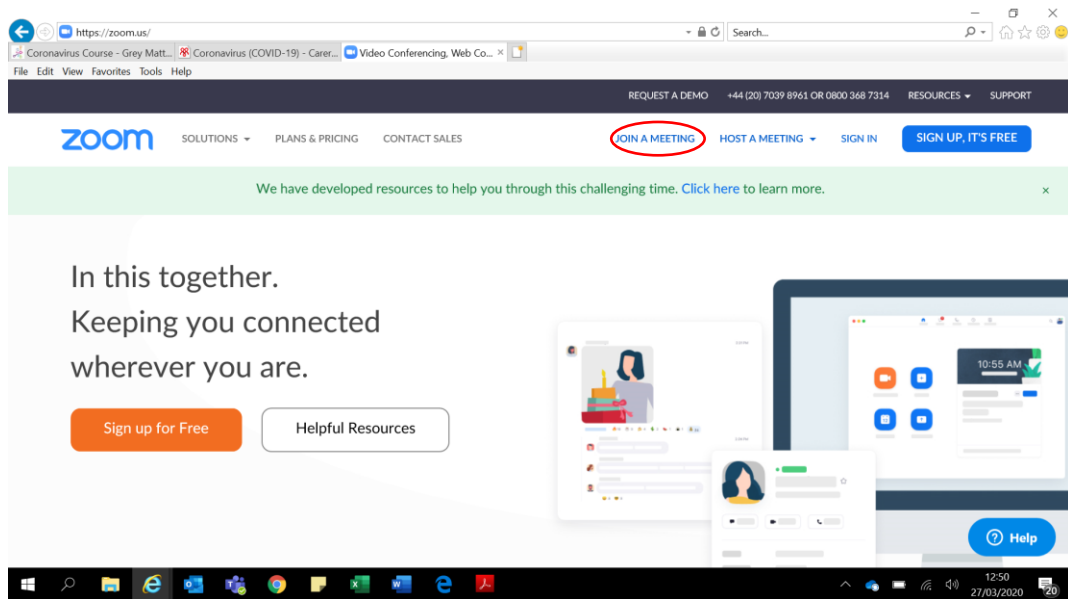 https://zoom.us/
Search...
Coronavirus Course - Grey Matt...
Coronavirus (COVID-19) - Carer...
Video Conferencing, Web Co...
File Edit View Favorites Tools Help
REQUEST A DEMO +44 (20) 7039 8961 OR 0800 368 7314 RESOURCES SUPPORT
zoom SOLUTIONS PLANS & PRICING CONTACT SALES JOIN A MEETING HOST A MEETING SIGN IN SIGN UP, IT'S FREE
We have developed resources to help you through this challenging time. Click here to learn more.
In this together.
Keeping you connected
wherever you are.
10:55 AM
Sign up for Free Helpful Resources
Help
12:50
27/03/2020
20